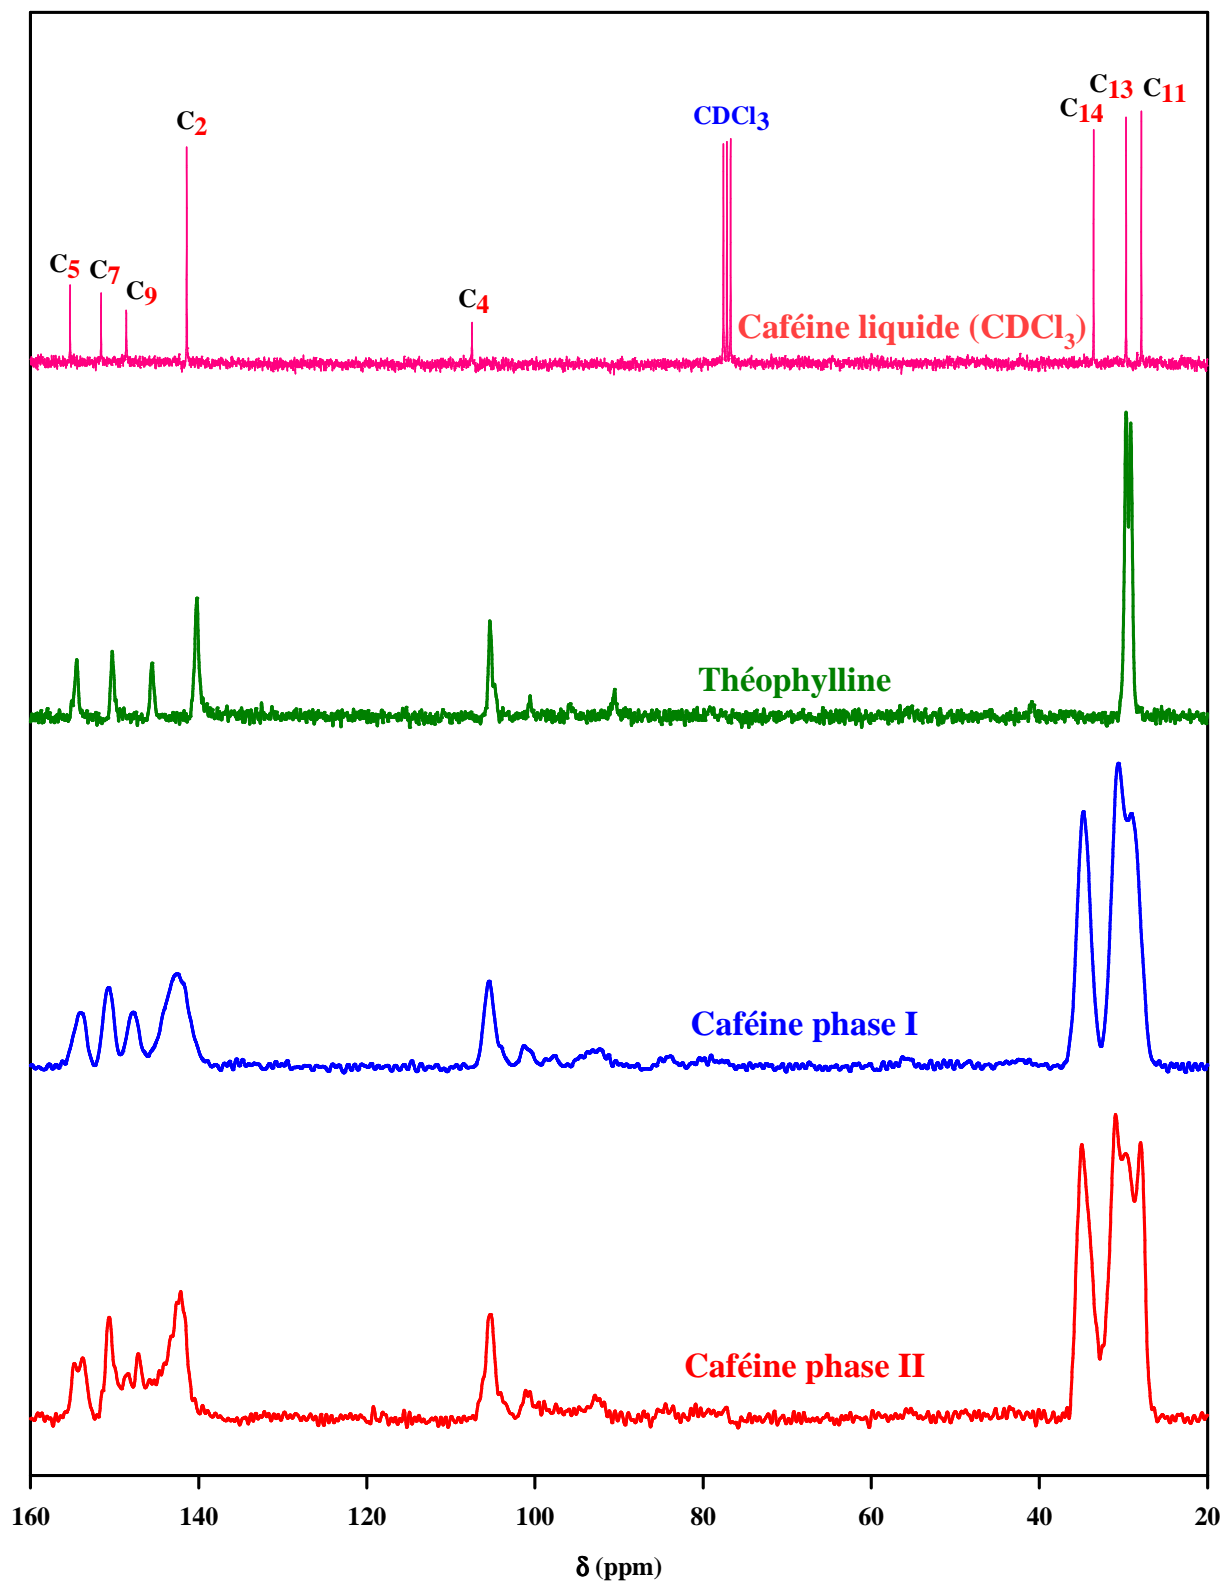 C13 C11
C14
CDCl3
C2
C5 C7
C9
C4
Caféine liquide (CDCl3)
Théophylline
Caféine phase I
Caféine phase II
160 140 120 100 80 60 40 20
δ (ppm)